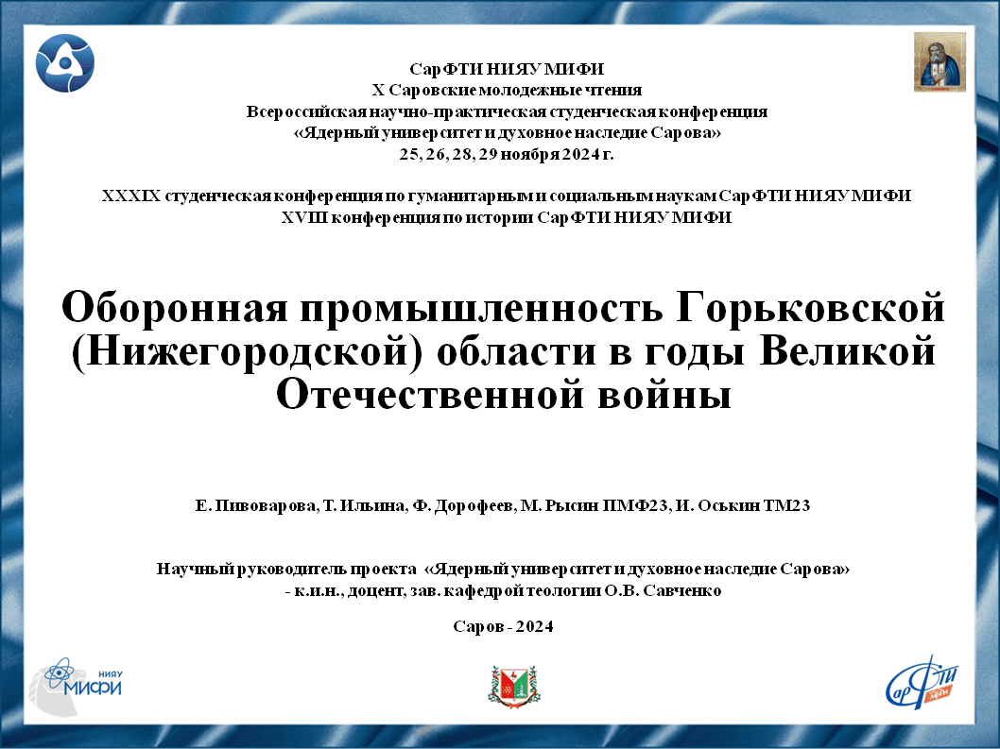 СарФТИ НИЯУ МИФИ
X Саровские молодежные чтения
Всероссийская научно-практическая студенческая конференция
«Ядерный университет и духовное наследие Сарова»
25, 26, 28, 29 ноября 2024 г.
XXXIX студенческая конференция по гуманитарным и социальным наукам СарФТИ НИЯУ МИФИ
XVIII конференция по истории СарФТИ НИЯУ МИФИ
Оборонная промышленность Горьковской
(Нижегородской) области в годы Великой
Отечественной войны
Е. Пивоварова, Т. Ильина, Ф. Дорофеев, М. Рысин ПМФ23, И. Оськин ТМ23
Научный руководитель проекта «Ядерный университет и духовное наследие Сарова»
- к.и.н., доцент, зав. кафедрой теологии О.В. Савченко
Саров - 2024
НИЯУ
МИФИ
СарФТИ
МИФИ